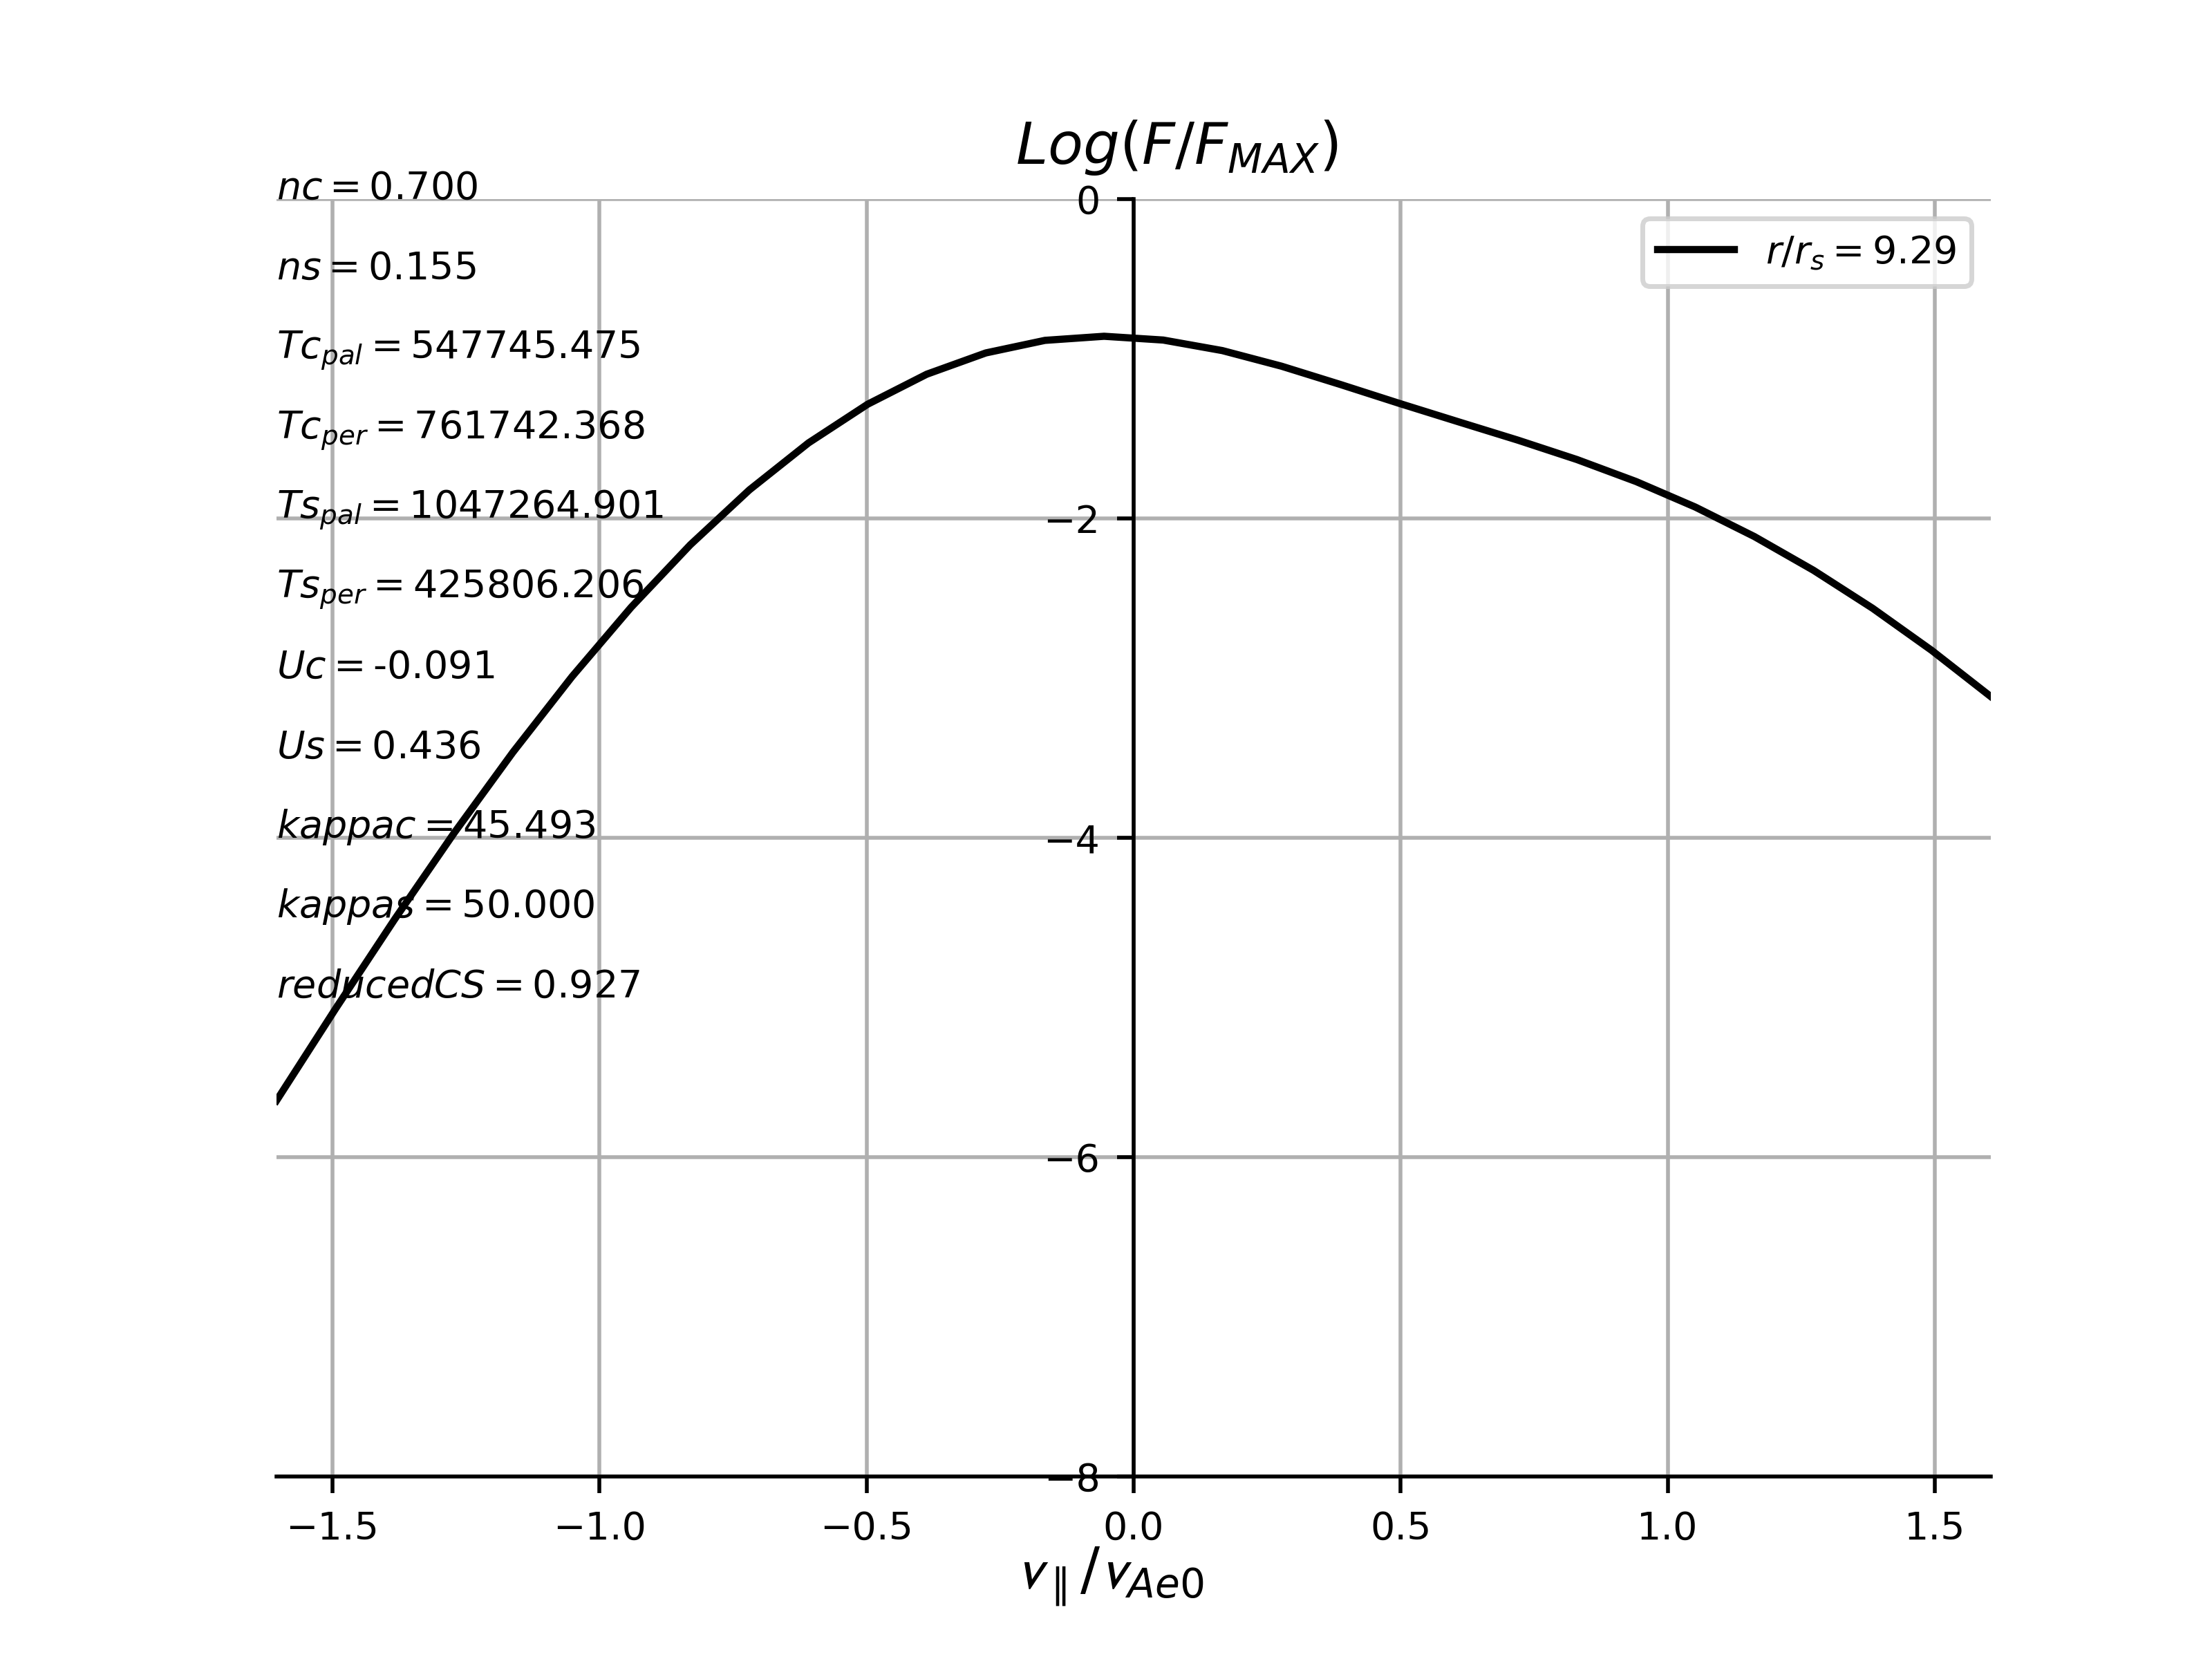 Log(F/F_MAX)
nc = 0.700
0
r/r_s = 9.29
ns = 0.155
Tc_pal = 547745.475
Tc_per = 761742.368
Ts_pal = 1047264.901
−2
Ts_per = 425806.206
Uc = -0.091
Us = 0.436
kappac = 45.493
−4
kappas = 50.000
reducedCS = 0.927
−6
−8
−1.5 −1.0 −0.5 0.0 0.5 1.0 1.5
v_∥/v_Ae0